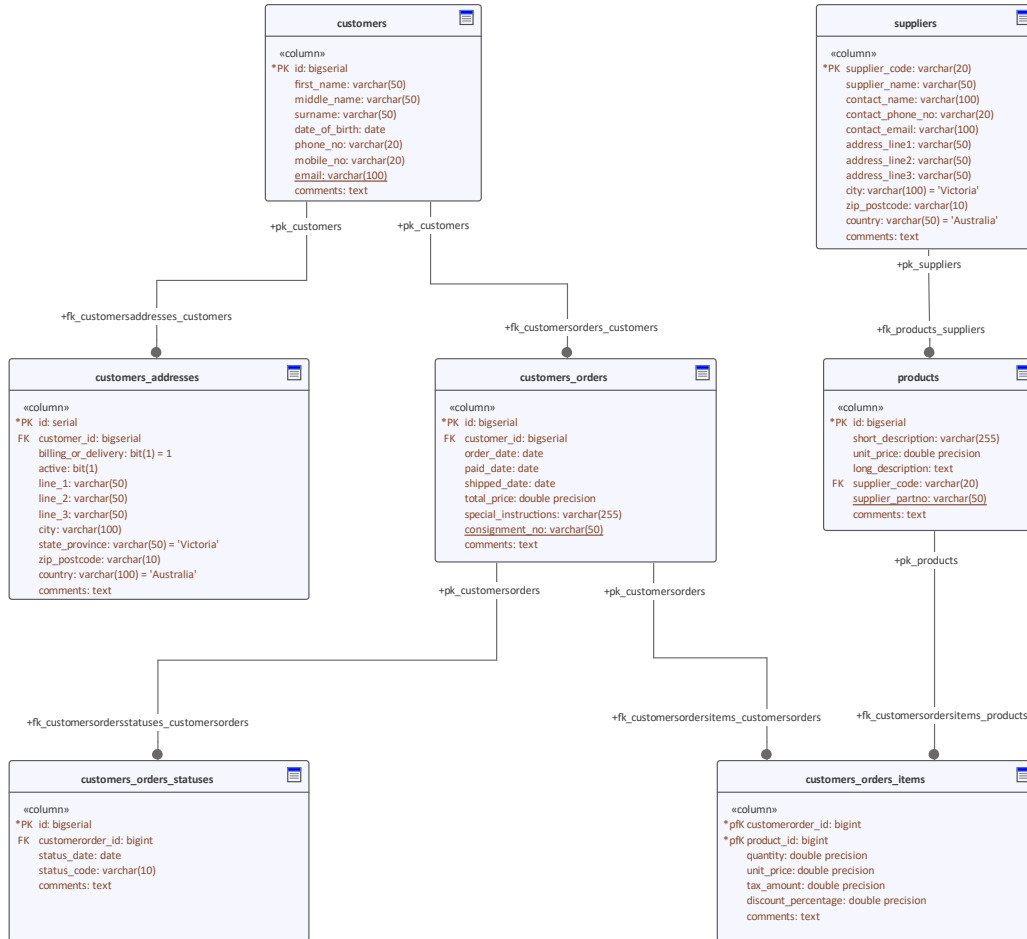 customers
«column»
*PK id: bigserial
first_name: varchar(50)
middle_name: varchar(50)
surname: varchar(50)
date_of_birth: date
phone_no: varchar(20)
mobile_no: varchar(20)
email: varchar(100)
comments: text
suppliers
«column»
*PK supplier_code: varchar(20)
supplier_name: varchar(50)
contact_name: varchar(100)
contact_phone_no: varchar(20)
contact_email: varchar(100)
address_line1: varchar(50)
address_line2: varchar(50)
address_line3: varchar(50)
city: varchar(100) = 'Victoria'
zip_postcode: varchar(10)
country: varchar(50) = 'Australia'
comments: text
+pk_customers
+pk_customers
+pk_suppliers
+fk_customersaddresses_customers
+fk_customersorders_customers
+fk_products_suppliers
customers_addresses
«column»
*PK id: serial
FK customer_id: bigserial
billing_or_delivery: bit(1) = 1
active: bit(1)
line_1: varchar(50)
line_2: varchar(50)
line_3: varchar(50)
city: varchar(100)
state_province: varchar(50) = 'Victoria'
zip_postcode: varchar(10)
country: varchar(100) = 'Australia'
comments: text
customers_orders
«column»
*PK id: bigserial
FK customer_id: bigserial
order_date: date
paid_date: date
shipped_date: date
total_price: double precision
special_instructions: varchar(255)
consignment_no: varchar(50)
comments: text
products
«column»
*PK id: bigserial
short_description: varchar(255)
unit_price: double precision
long_description: text
FK supplier_code: varchar(20)
supplier_partno: varchar(50)
comments: text
+pk_customersorders
+pk_customersorders
+pk_products
+fk_customersordersstatuses_customersorders
+fk_customersordersitems_customersorders
+fk_customersordersitems_products
customers_orders_statuses
«column»
*PK id: bigserial
FK customerorder_id: bigint
status_date: date
status_code: varchar(10)
comments: text
customers_orders_items
«column»
*pfK customerorder_id: bigint
*pfK product_id: bigint
quantity: double precision
unit_price: double precision
tax_amount: double precision
discount_percentage: double precision
comments: text